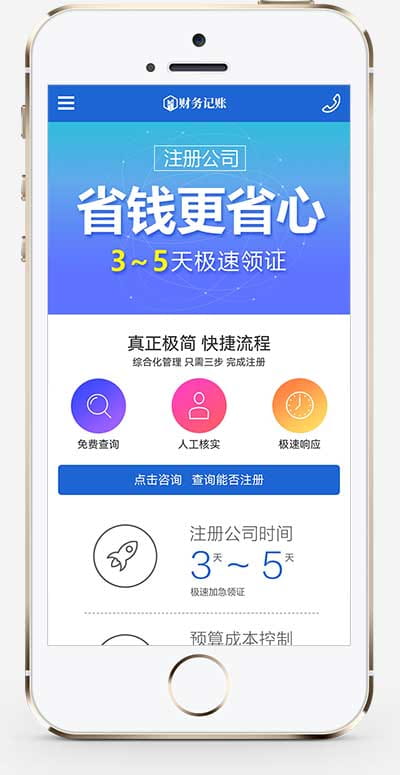 财务记账
注册公司
省钱更省心
3~5天极速领证
真正极简 快捷流程
综合化管理 只需三步 完成注册
免费查询 人工核实 极速响应
点击咨询 查询能否注册
注册公司时间
3天~5天
极速加急领证
预算成本控制